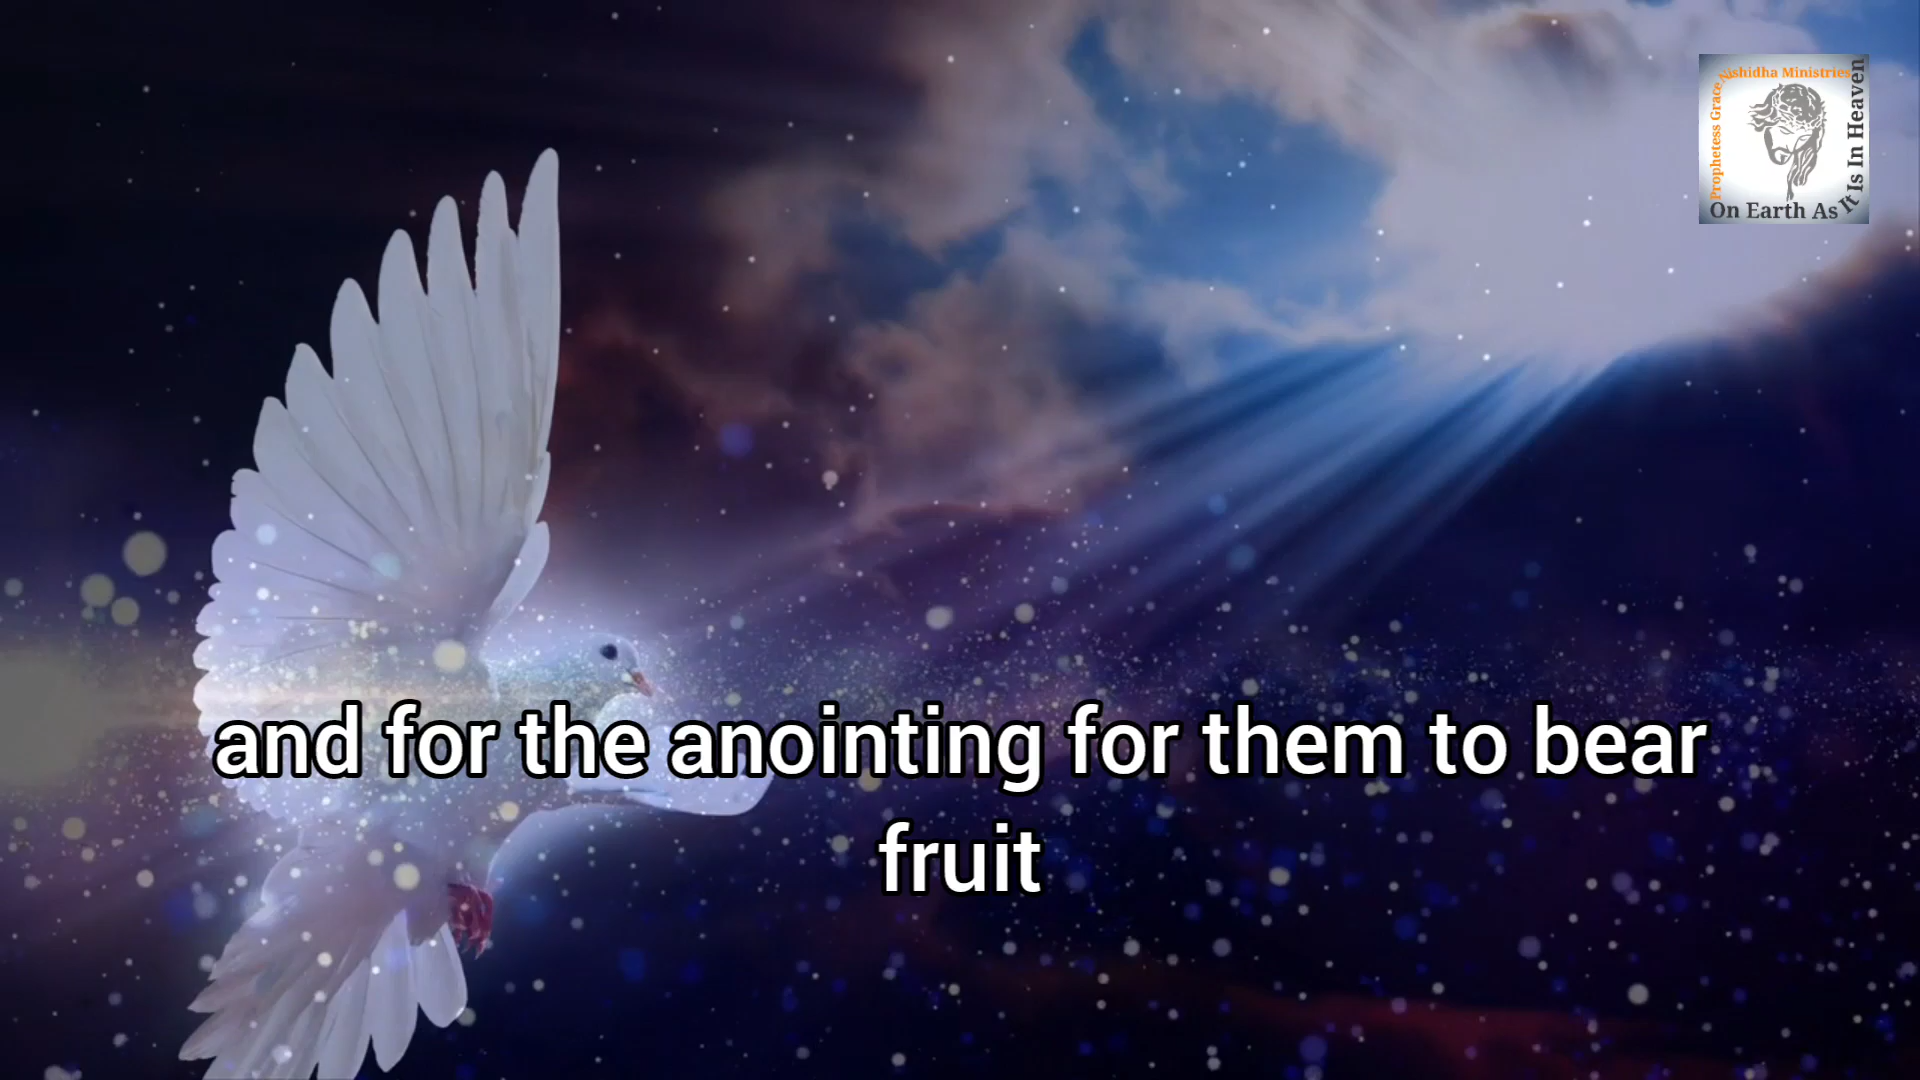 Prophetess Grace Nishidha Ministries
On Earth As It Is In Heaven
and for the anointing for them to bear
fruit